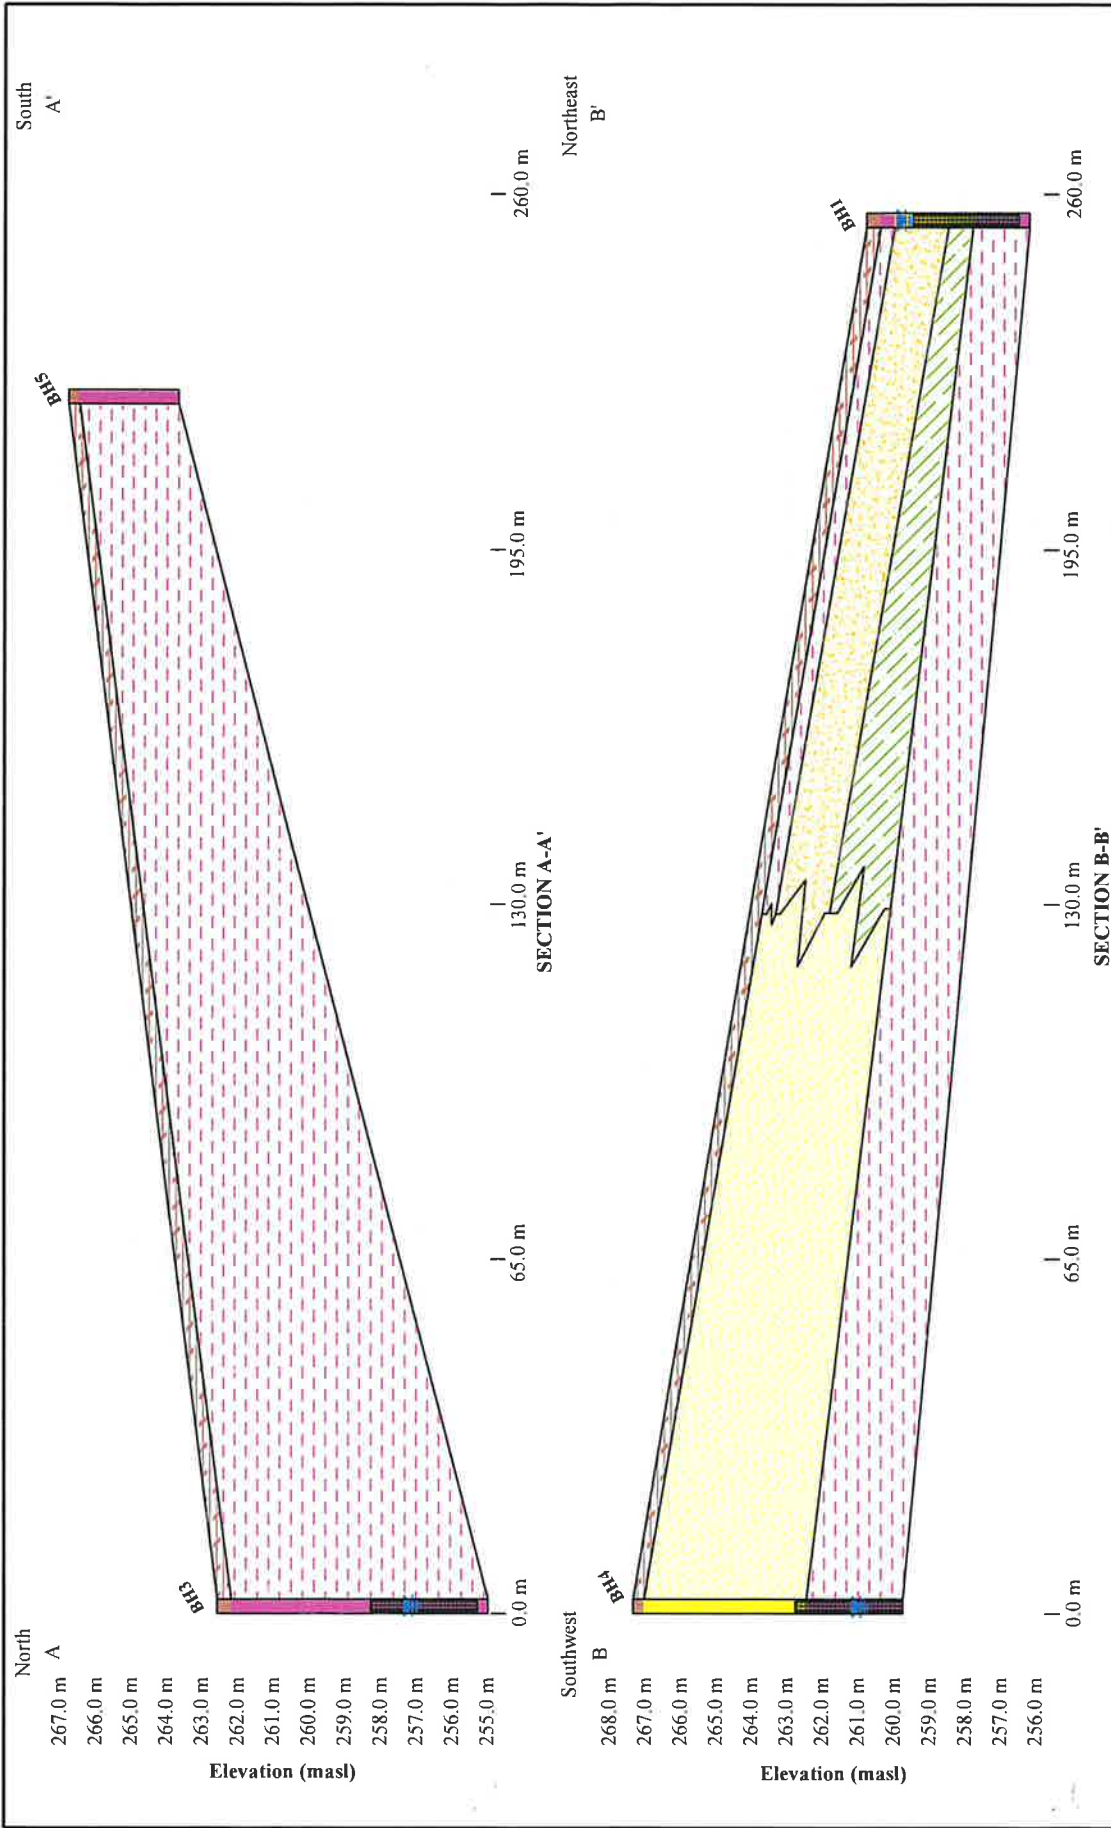 North
South
A
A'
BH3
BH5
267.0 m
266.0 m
265.0 m
264.0 m
263.0 m
262.0 m
261.0 m
260.0 m
259.0 m
258.0 m
257.0 m
256.0 m
255.0 m
Elevation (masl)
0.0 m
65.0 m
130.0 m
195.0 m
260.0 m
SECTION A-A'
Southwest
Northeast
B
B'
BH4
BH1
268.0 m
267.0 m
266.0 m
265.0 m
264.0 m
263.0 m
262.0 m
261.0 m
260.0 m
259.0 m
258.0 m
257.0 m
256.0 m
Elevation (masl)
0.0 m
65.0 m
130.0 m
195.0 m
260.0 m
SECTION B-B'